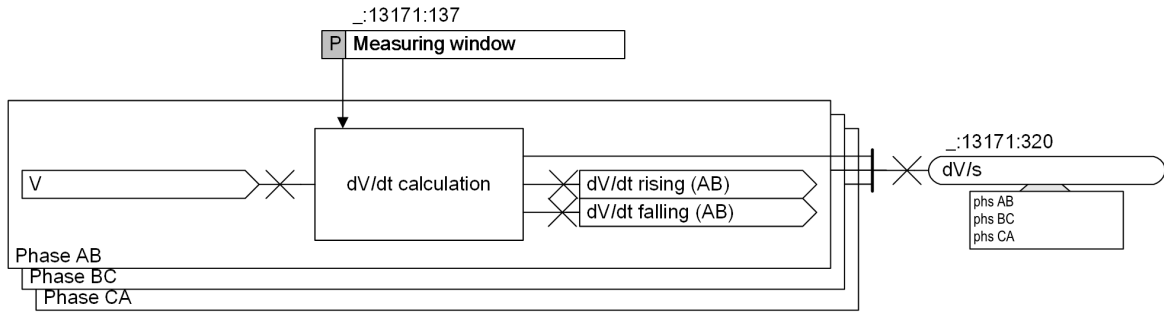 _:13171:137
P Measuring window
_:13171:320
V
dV/dt calculation
dV/dt rising (AB)
dV/dt falling (AB)
dV/s
phs AB
phs BC
phs CA
Phase AB
Phase BC
Phase CA